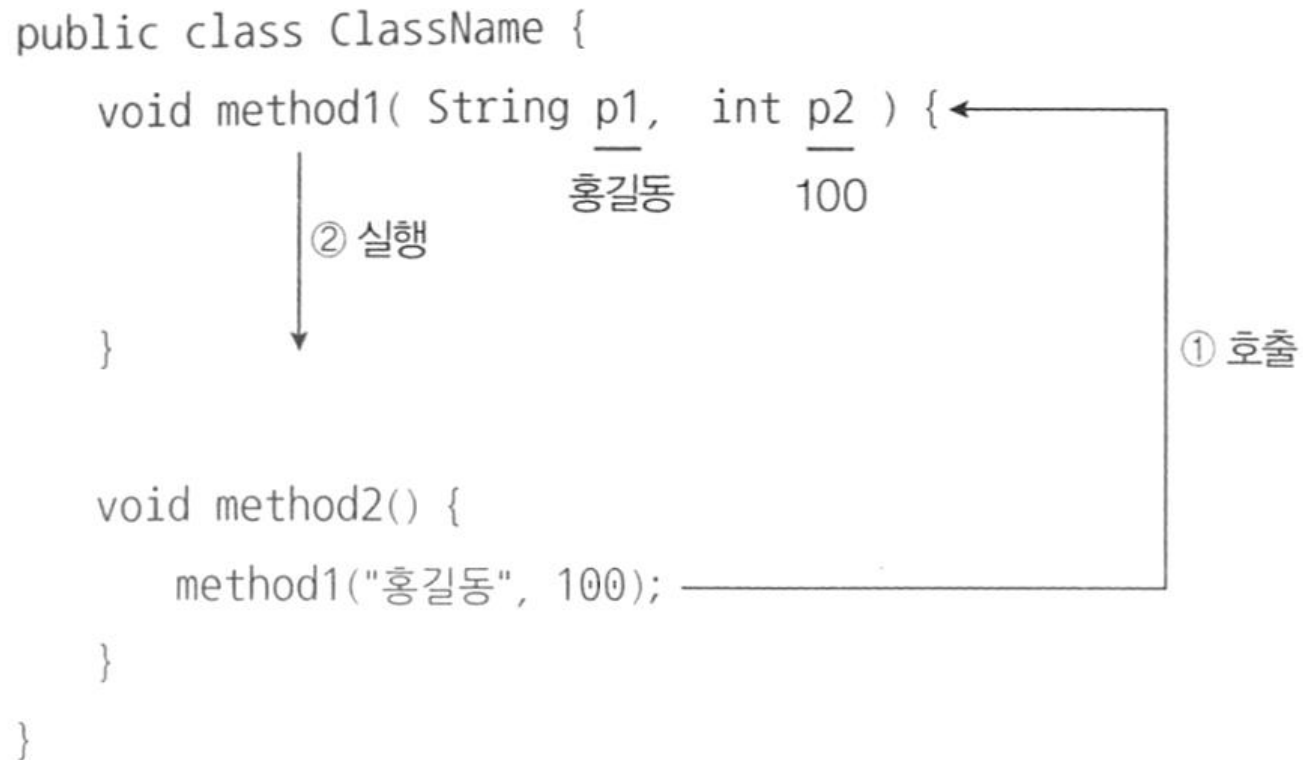 public class ClassName {
void method1( String p1, int p2 ) {
홍길동 100
② 실행
}
① 호출
void method2() {
method1("홍길동", 100);
}
}